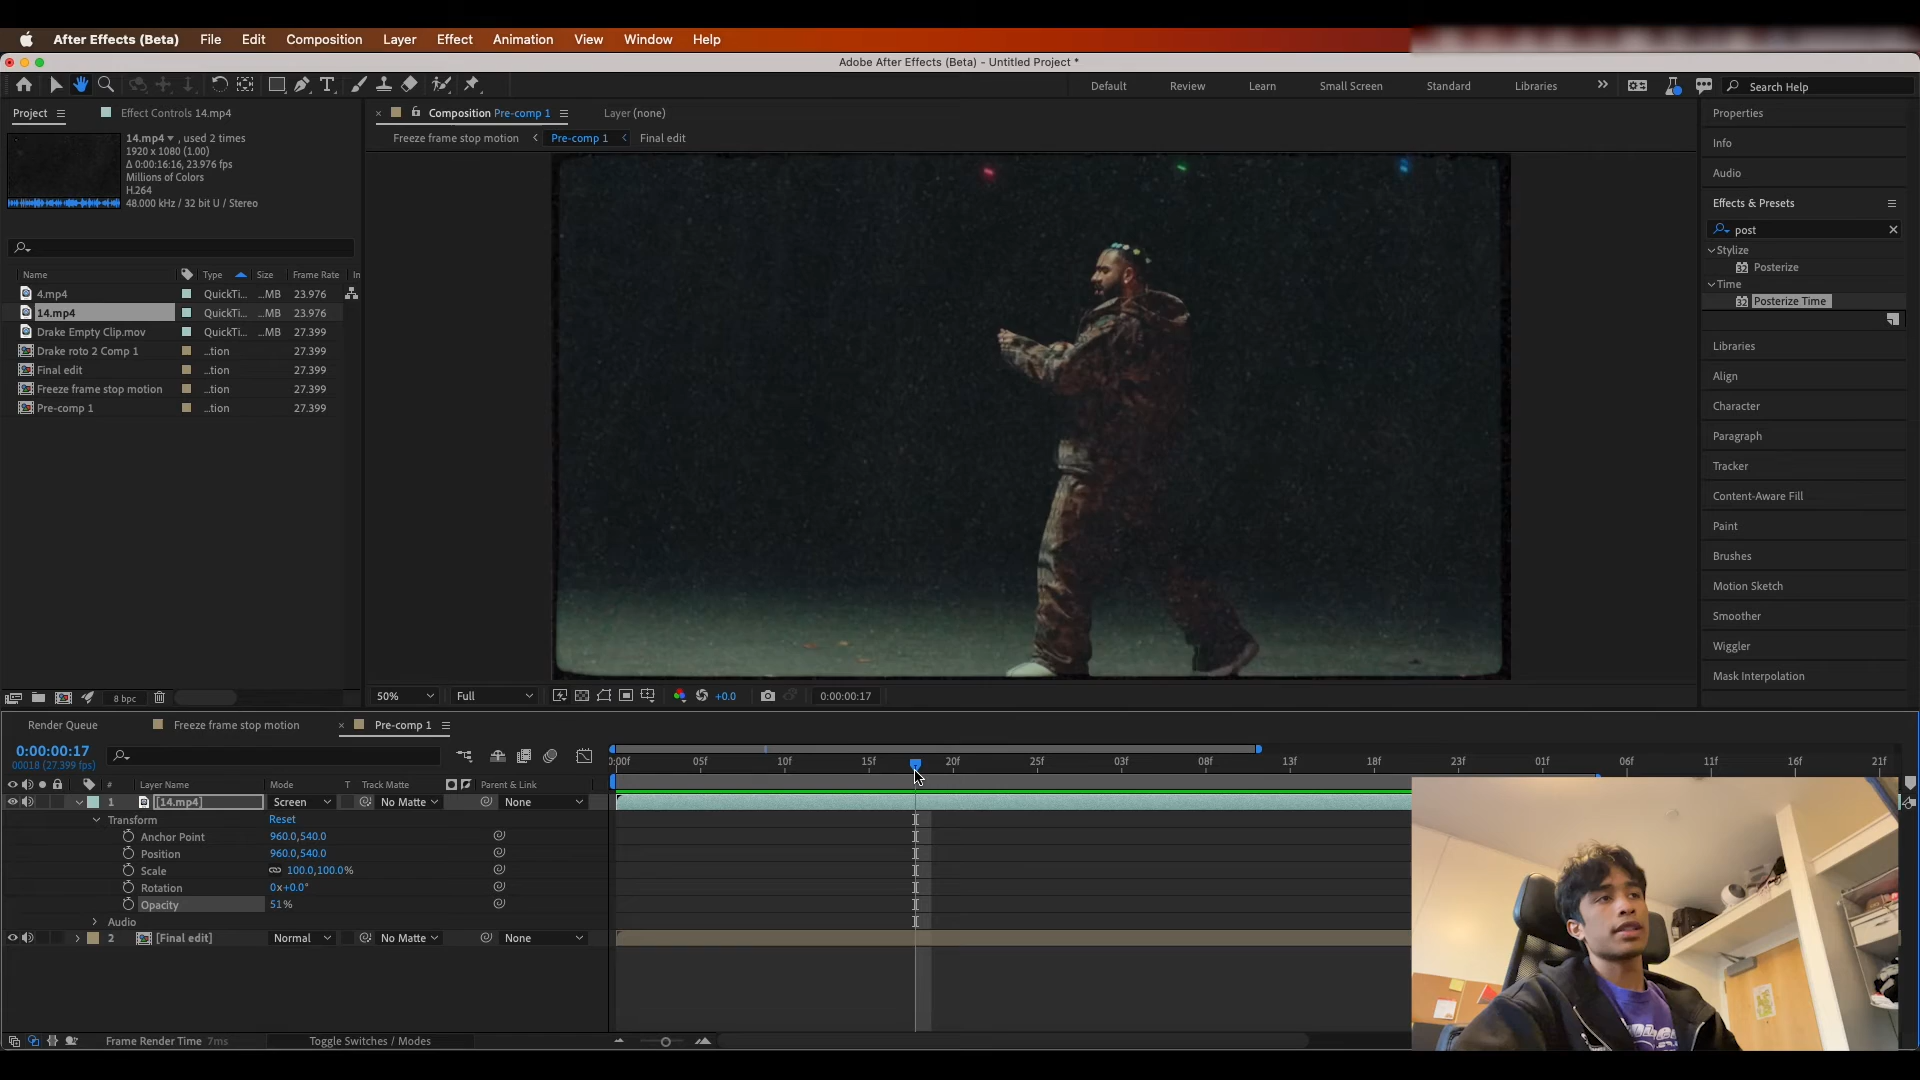 After Effects (Beta) File Edit Composition Layer Effect Animation View Window Help
Adobe After Effects (Beta) - Untitled Project *
Default Review Learn Small Screen Standard Libraries Search Help
Project Effect Controls 14.mp4
14.mp4 , used 2 times
1920 x 1080 (1.00)
Δ 0:00:16:16, 23.976 fps
Millions of Colors
H.264
48.000 kHz / 32 bit U / Stereo
Name Type Size Frame Rate In
4.mp4 QuickTi... ...MB 23.976
14.mp4 QuickTi... ...MB 23.976
Drake Empty Clip.mov QuickTi... ...MB 27.399
Drake roto 2 Comp 1 ...tion 27.399
Final edit ...tion 27.399
Freeze frame stop motion ...tion 27.399
Pre-comp 1 ...tion 27.399
8 bpc
Composition Pre-comp 1 Layer (none)
Freeze frame stop motion Pre-comp 1 Final edit
50% Full +0.0 0:00:00:17
Properties
Info
Audio
Effects & Presets
post
Stylize
32 Posterize
Time
32 Posterize Time
Libraries
Align
Character
Paragraph
Tracker
Content-Aware Fill
Paint
Brushes
Motion Sketch
Smoother
Wiggler
Mask Interpolation
Render Queue Freeze frame stop motion Pre-comp 1
0:00:00:17
00018 (27.399 fps)
0:00f 05f 10f 15f 20f 25f 03f 08f 13f 18f 23f 01f 06f 11f 16f 21f
# Layer Name Mode T Track Matte Parent & Link
1 [14.mp4] Screen No Matte None
Transform Reset
Anchor Point 960.0,540.0
Position 960.0,540.0
Scale 100.0,100.0%
Rotation 0x+0.0°
Opacity 51%
Audio
2 [Final edit] Normal No Matte None
Frame Render Time 7ms Toggle Switches / Modes